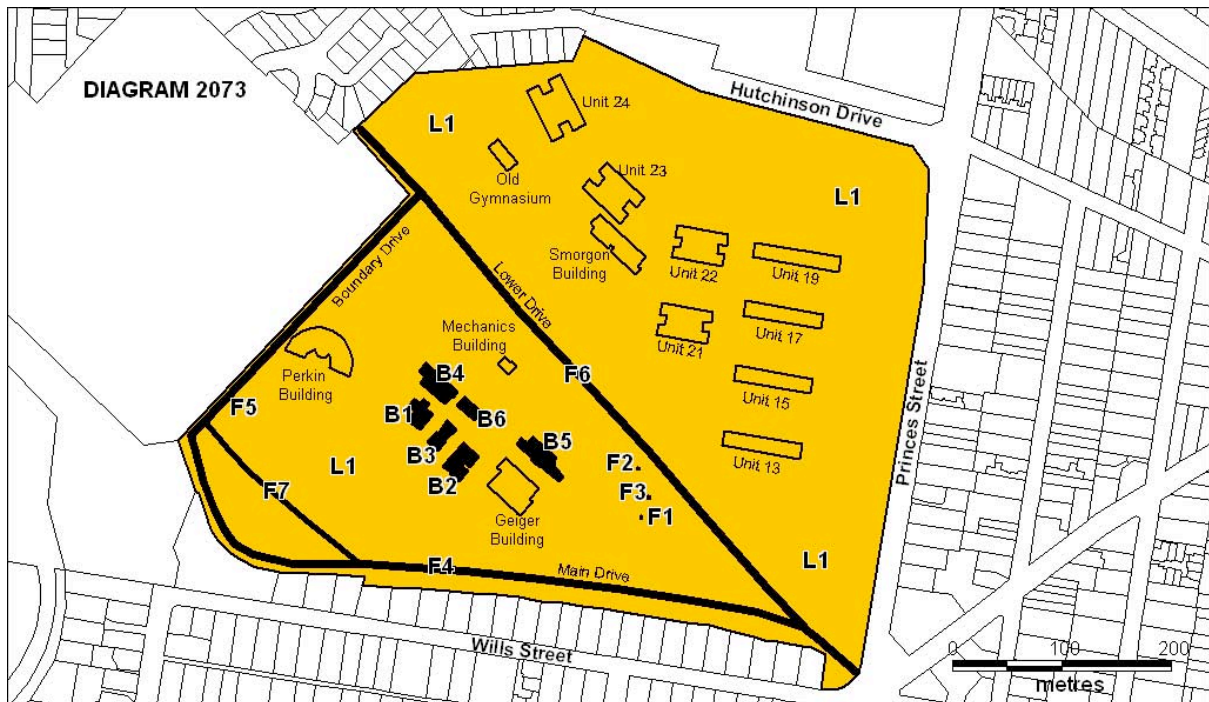 DIAGRAM 2073
Hutchinson Drive
L1
Unit 24
Old
Gymnasium
Unit 23
L1
Smorgon
Building
Unit 22
Unit 19
Boundary Drive
Lower Drive
Unit 21
Unit 17
Mechanics
Building
Perkin
Building
B4
F6
Unit 15
B1
B6
F5
B3
B5
Unit 13
Princes Street
L1
B2
F2
F7
F3
F1
Geiger
Building
F4
Main Drive
L1
Wills Street
0 100 200
metres